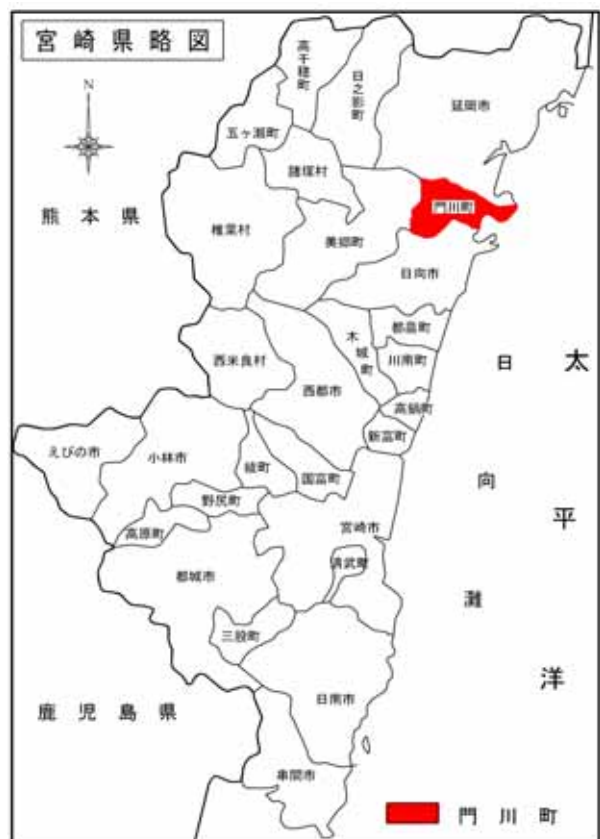 宮崎県略図
N
高千穂町
日之影町
延岡市
五ヶ瀬町
諸塚村
門川町
熊本県
椎葉村
美郷町
日向市
都農町
木城町
川南町
西米良村
西都市
高鍋町
新富町
えびの市
小林市
綾町
国富町
野尻町
高原町
宮崎市
清武町
都城市
三股町
日南市
鹿児島県
串間市
日向灘
太平洋
門川町